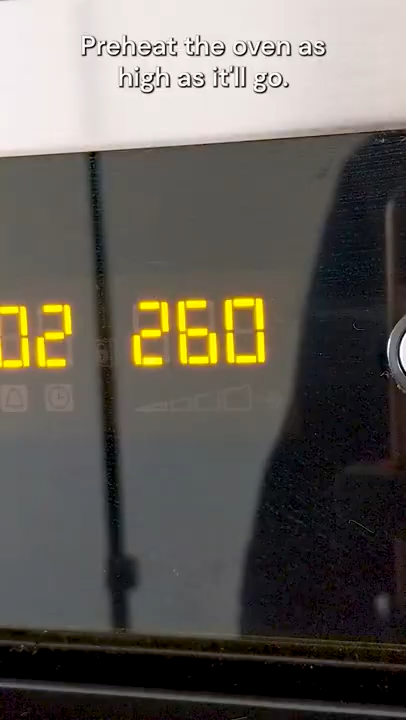 Preheat the oven as
high as it'll go.
02 260